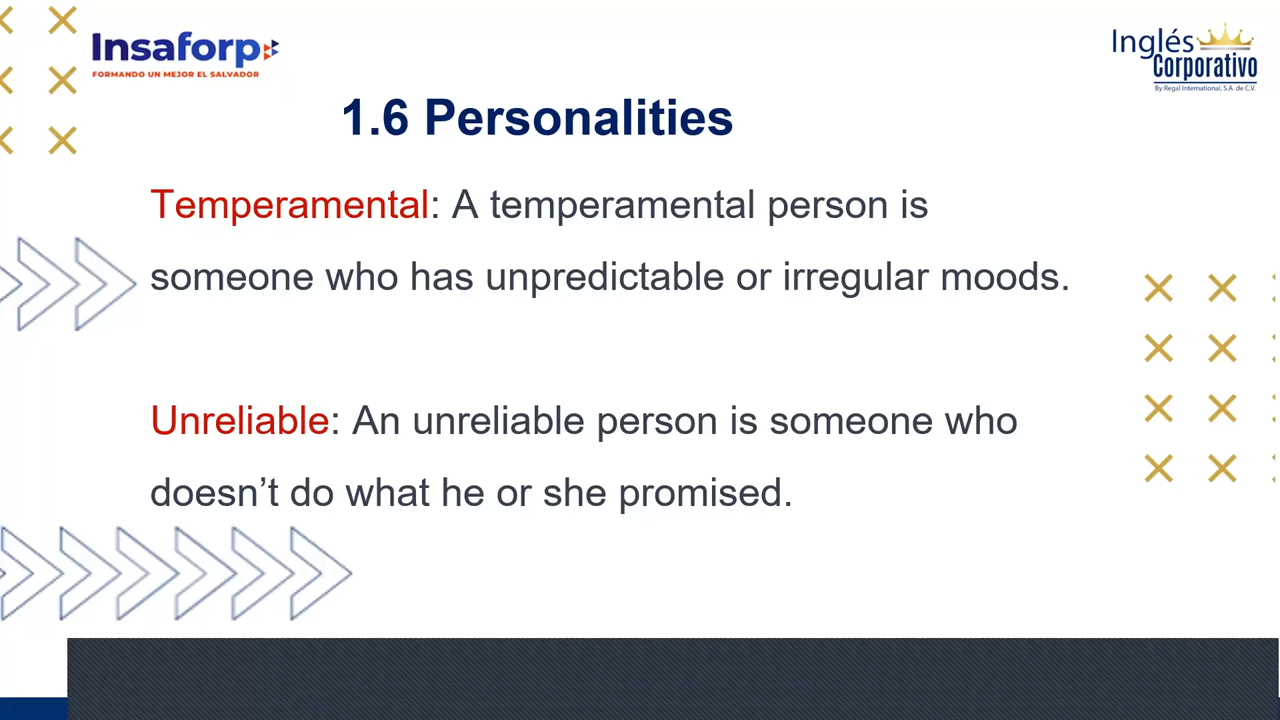 Insaforp
FORMANDO UN MEJOR EL SALVADOR
Inglés
Corporativo
By Regal International, S.A. de C.V.
1.6 Personalities
Temperamental: A temperamental person is
someone who has unpredictable or irregular moods.
Unreliable: An unreliable person is someone who
doesn’t do what he or she promised.